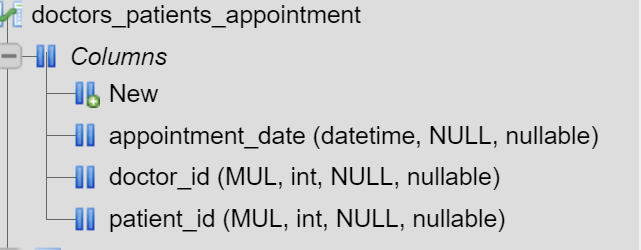 doctors_patients_appointment
Columns
New
appointment_date (datetime, NULL, nullable)
doctor_id (MUL, int, NULL, nullable)
patient_id (MUL, int, NULL, nullable)